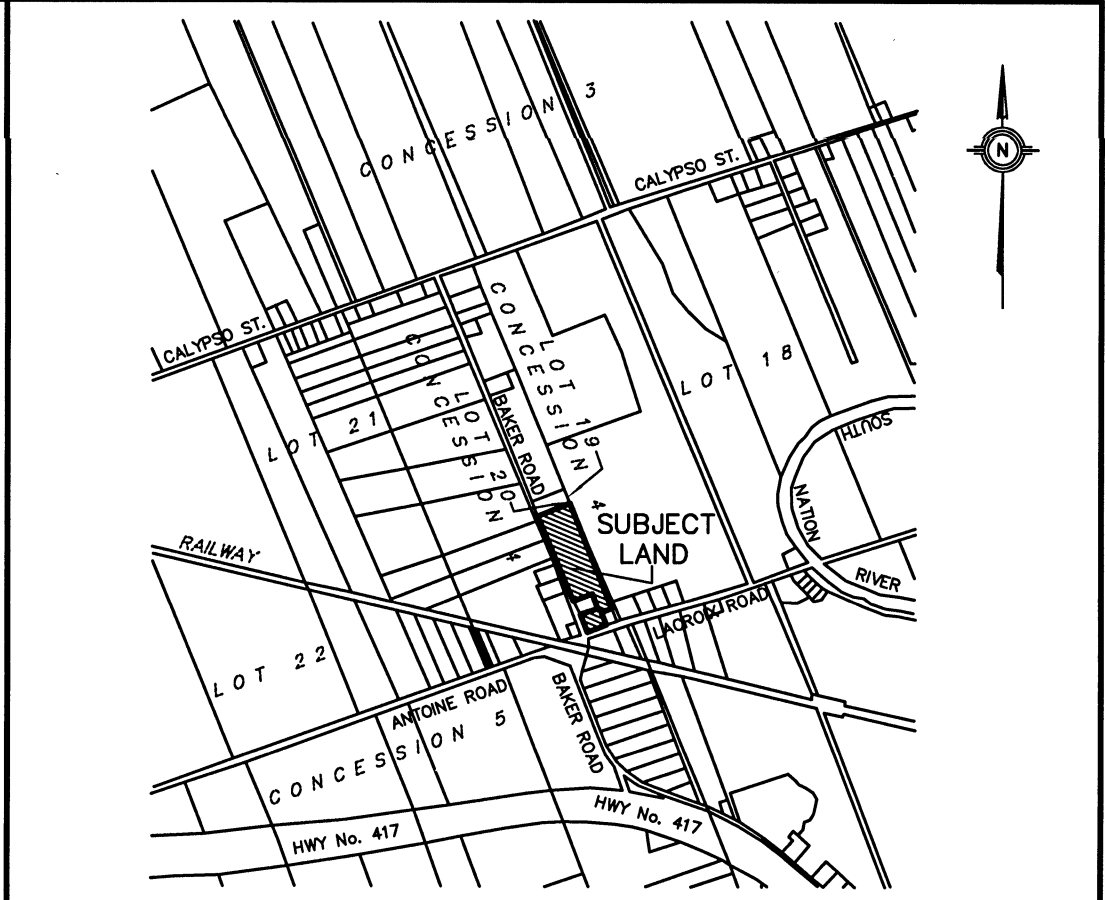 CONCESSION 3
CALYPSO ST.
N
CALYPSO ST.
CONCESSION
LOT 19
CONCESSION 4
LOT 18
LOT 21
LOT 20
CONCESSION 4
BAKER ROAD
SOUTH
NATION
RIVER
SUBJECT
LAND
RAILWAY
LACROIX ROAD
LOT 22
ANTOINE ROAD
BAKER ROAD
CONCESSION 5
HWY No. 417
HWY No. 417